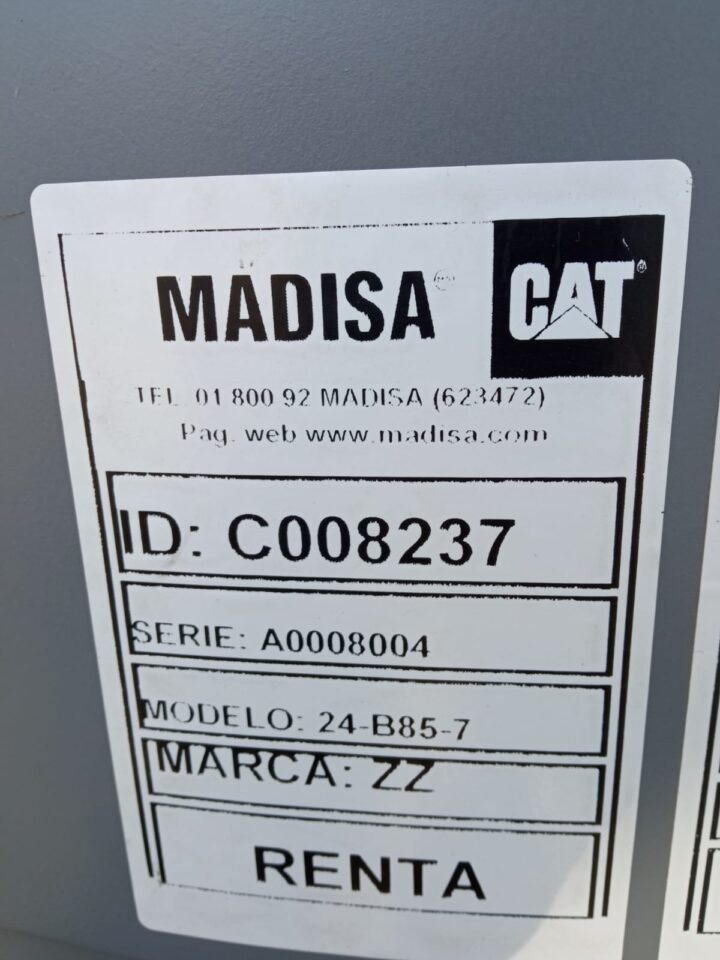 MADISA CAT®
TEL. 01 800 92 MADISA (623472)
Pag. web www.madisa.com
ID: C008237
SERIE: A0008004
MODELO: 24-B85-7
MARCA: ZZ
RENTA